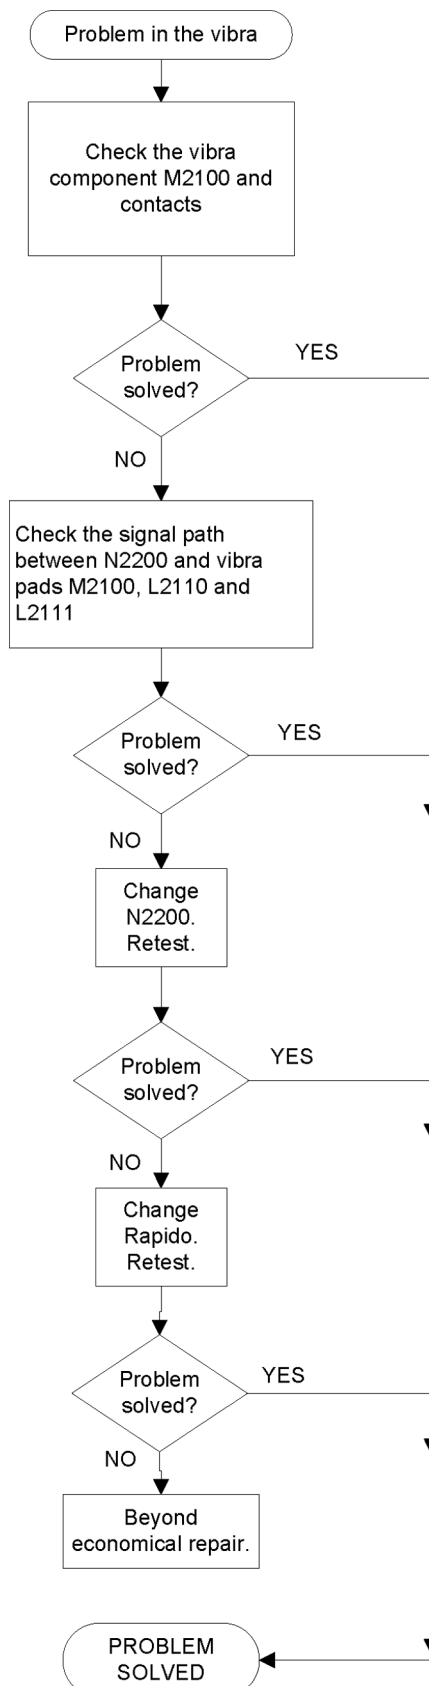 Problem in the vibra
Check the vibra
component M2100 and
contacts
Problem
solved?
YES
NO
Check the signal path
between N2200 and vibra
pads M2100, L2110 and
L2111
Problem
solved?
YES
NO
Change
N2200.
Retest.
Problem
solved?
YES
NO
Change
Rapido.
Retest.
Problem
solved?
YES
NO
Beyond
economical repair.
PROBLEM
SOLVED